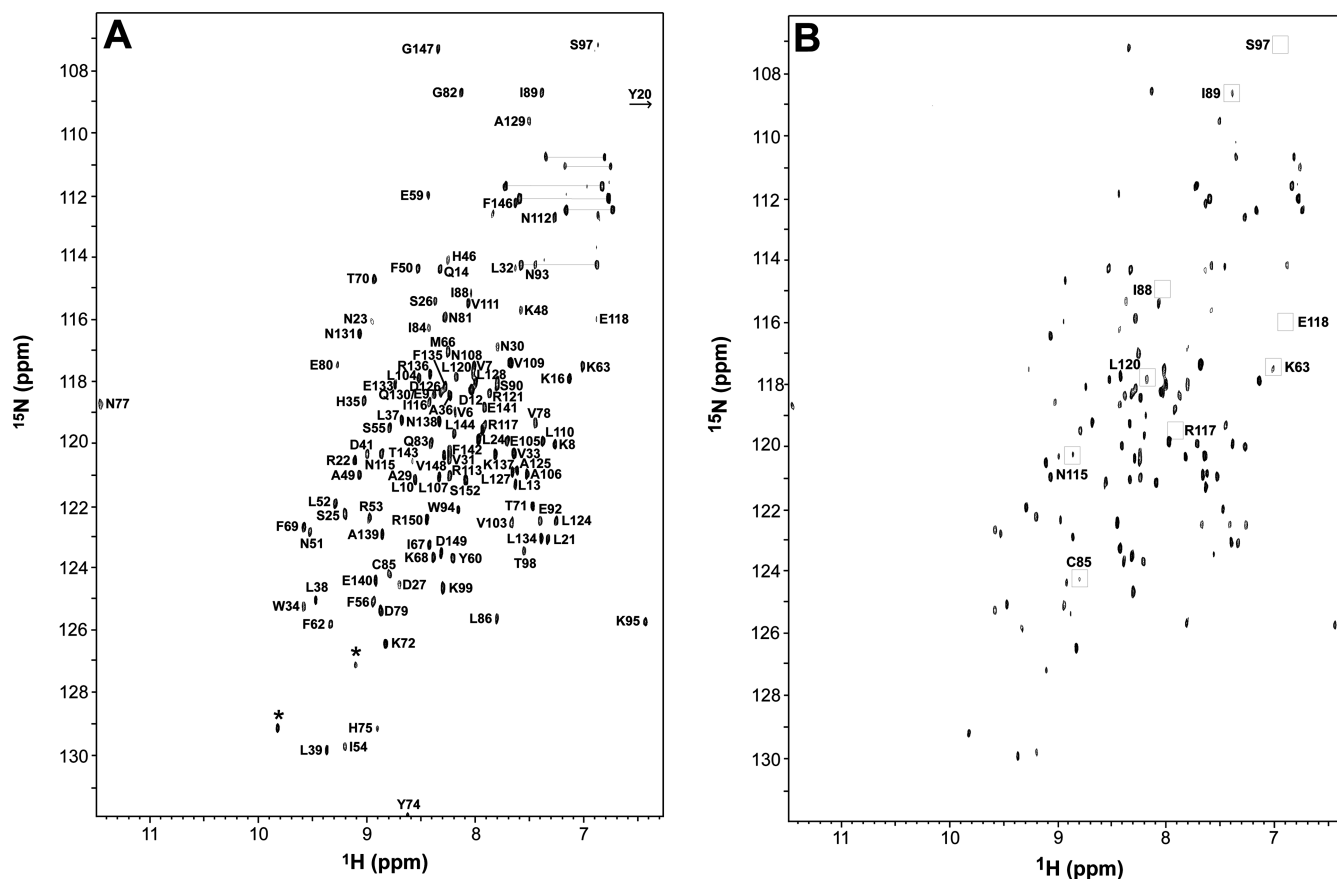 A
S97
G147
G82 I89
Y20
A129
E59
F146
N112
H46
F50
Q14
L32
N93
T70
I88
S26
V111
K48
N23
N81
E118
N131
I84
M66
N30
F135 N108
E80
R136
L120 V7
V109
K63
L104
L128
K16
E133
D126
S90
Q130/E9
R121
H35
N77
I116
D12
A36
E141
L37
V6
V78
S55
N138
L144
R117
L110
D41
Q83
L24
E105
K8
T143
F142
V33
R22
N115
V148
V31
K137
A125
A49
A29
R113
L127
A106
L10
L107
S152
L13
L52
R53
W94
T71
E92
S25
R150
V103
L124
F69
A139
N51
D149
L134
L21
I67
K68
Y60
T98
C85
E140
D27
K99
L38
W34
F56
D79
F62
L86
K95
K72
*
*
H75
L39
I54
Y74
108
110
112
114
116
118
120
122
124
126
128
130
15N (ppm)
11 10 9 8 7
1H (ppm)
B
S97
I89
I88
E118
L120
K63
R117
N115
C85
108
110
112
114
116
118
120
122
124
126
128
130
15N (ppm)
11 10 9 8 7
1H (ppm)